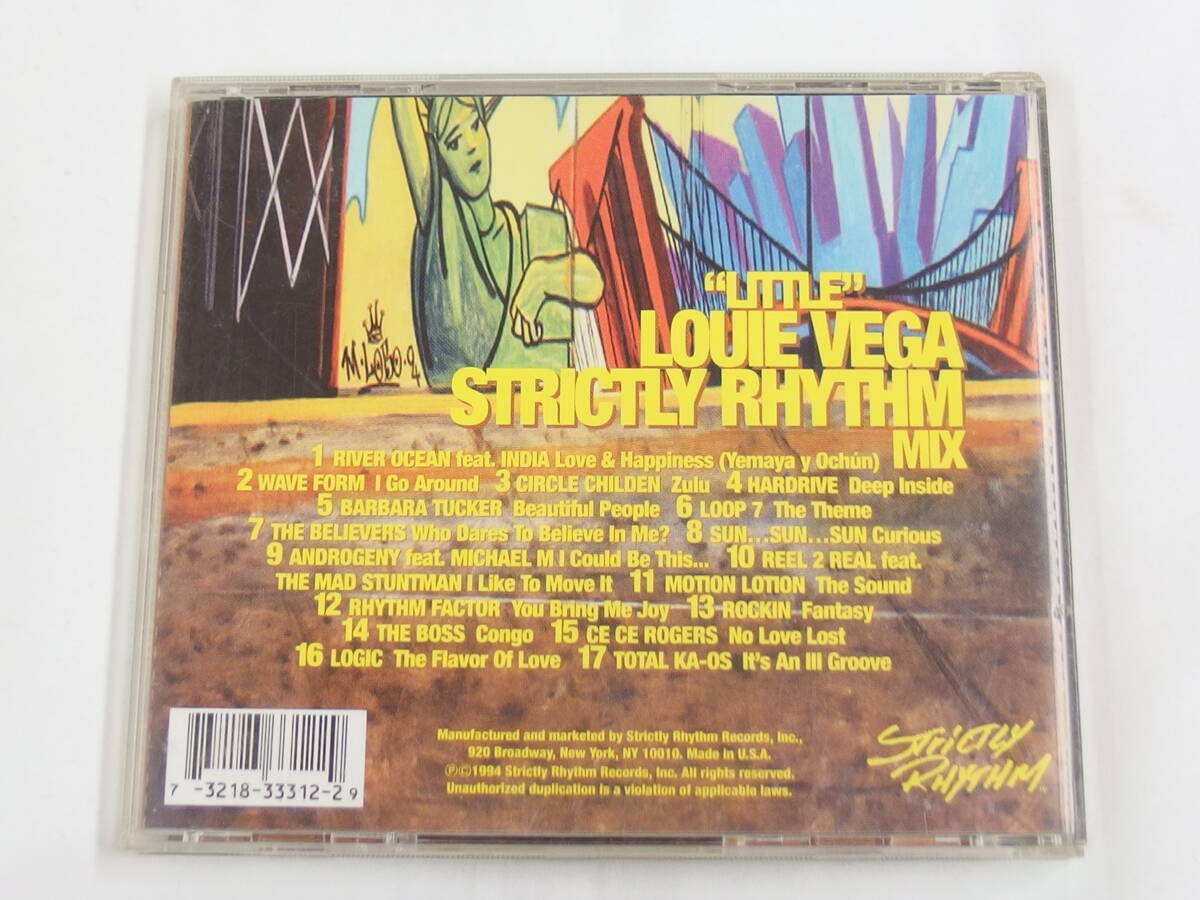 M. LOBO. 94
"LITTLE"
LOUIE VEGA
STRICTLY RHYTHM
MIX
1 RIVER OCEAN feat. INDIA Love & Happiness (Yemaya y Ochún)
2 WAVE FORM I Go Around 3 CIRCLE CHILDEN Zulu 4 HARDRIVE Deep Inside
5 BARBARA TUCKER Beautiful People 6 LOOP 7 The Theme
7 THE BELIEVERS Who Dares To Believe In Me? 8 SUN...SUN...SUN Curious
9 ANDROGENY feat. MICHAEL M I Could Be This... 10 REEL 2 REAL feat.
THE MAD STUNTMAN I Like To Move It 11 MOTION LOTION The Sound
12 RHYTHM FACTOR You Bring Me Joy 13 ROCKIN Fantasy
14 THE BOSS Congo 15 CE CE ROGERS No Love Lost
16 LOGIC The Flavor Of Love 17 TOTAL KA-OS It's An Ill Groove
7 -3218-33312-2 9
Manufactured and marketed by Strictly Rhythm Records, Inc.,
920 Broadway, New York, NY 10010. Made in U.S.A.
℗©1994 Strictly Rhythm Records, Inc. All rights reserved.
Unauthorized duplication is a violation of applicable laws.
STRICTLY
RHYTHM™